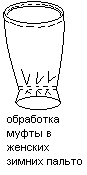 обработка
муфты в
женских
зимних пальто